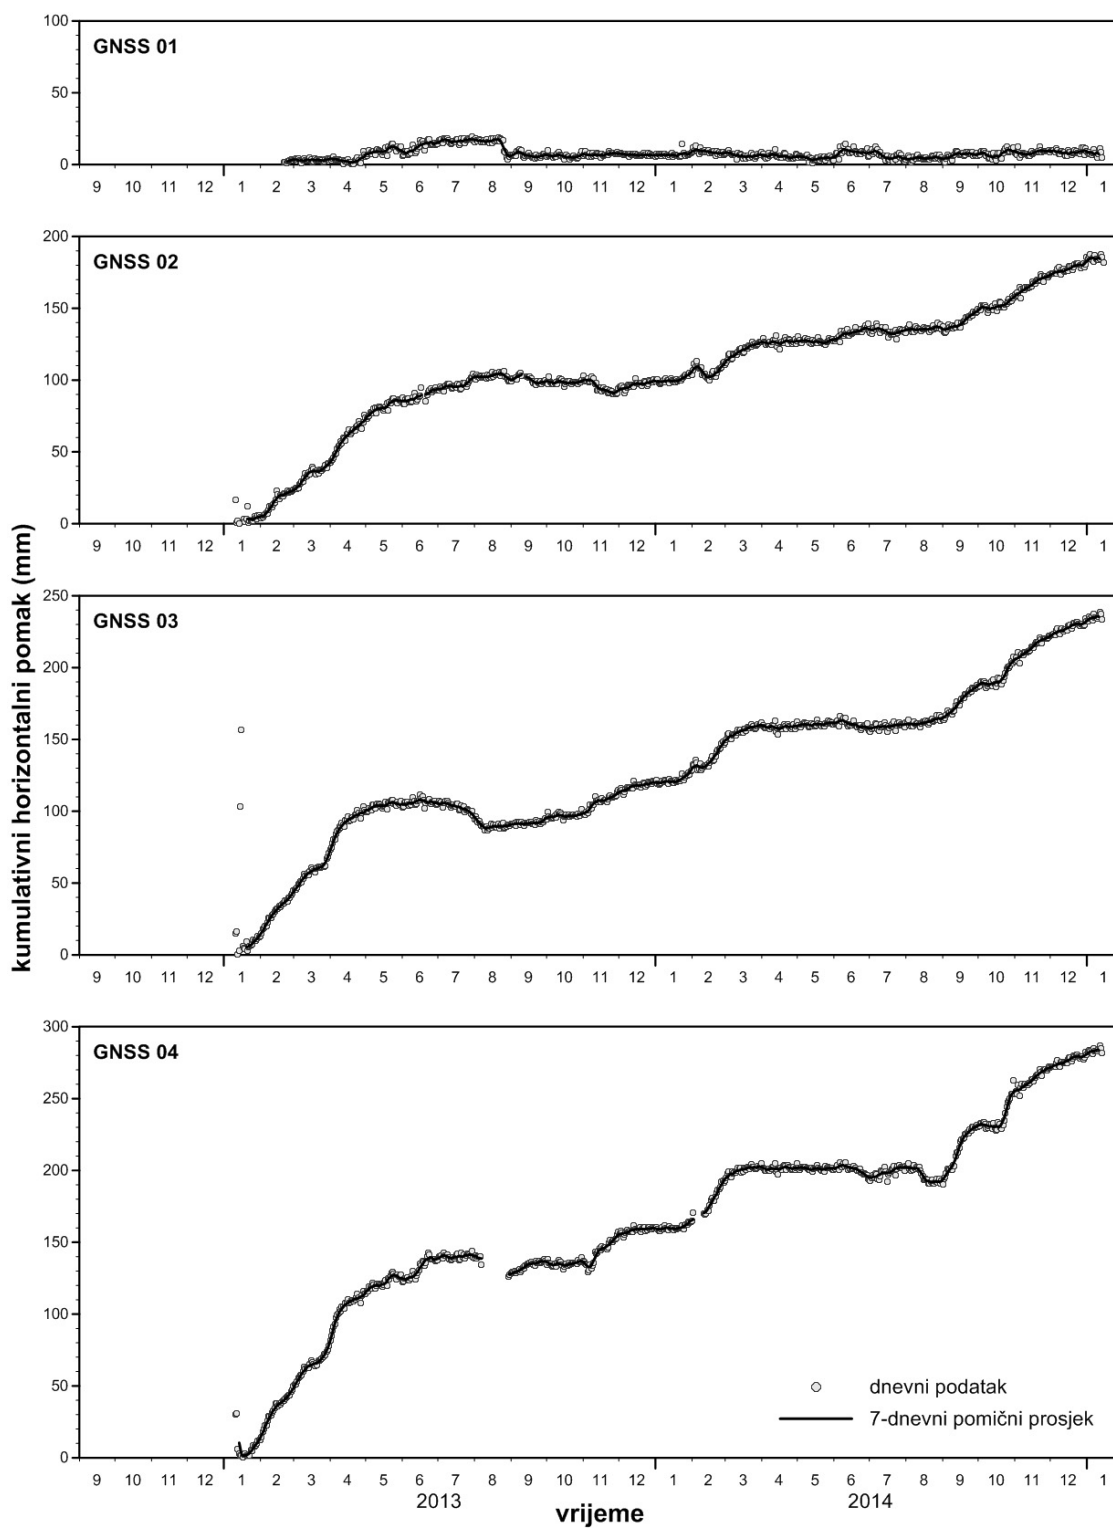 kumulativni horizontalni pomak (mm)
GNSS 01
100
50
0
9 10 11 12 1 2 3 4 5 6 7 8 9 10 11 12 1 2 3 4 5 6 7 8 9 10 11 12 1
GNSS 02
200
150
100
50
0
9 10 11 12 1 2 3 4 5 6 7 8 9 10 11 12 1 2 3 4 5 6 7 8 9 10 11 12 1
GNSS 03
250
200
150
100
50
0
9 10 11 12 1 2 3 4 5 6 7 8 9 10 11 12 1 2 3 4 5 6 7 8 9 10 11 12 1
GNSS 04
300
250
200
150
100
50
0
dnevni podatak
7-dnevni pomični prosjek
9 10 11 12 1 2 3 4 5 6 7 8 9 10 11 12 1 2 3 4 5 6 7 8 9 10 11 12 1
2013 2014
vrijeme